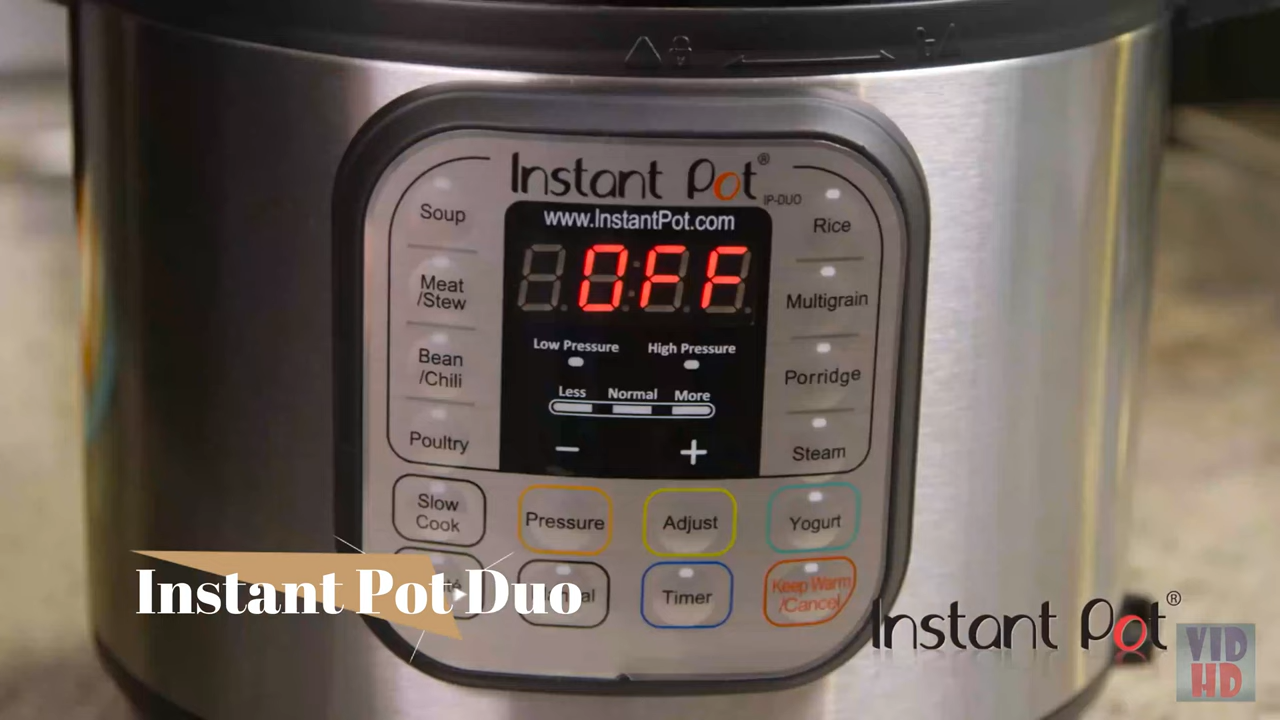 Instant Pot®
IP-DUO
www.InstantPot.com
OFF
Low Pressure High Pressure
Less Normal More
− +
Soup
Meat
/Stew
Bean
/Chili
Poultry
Rice
Multigrain
Porridge
Steam
Slow
Cook
Pressure
Adjust
Yogurt
Timer
Keep Warm
/Cancel
Instant Pot Duo
Instant Pot®
VID
HD